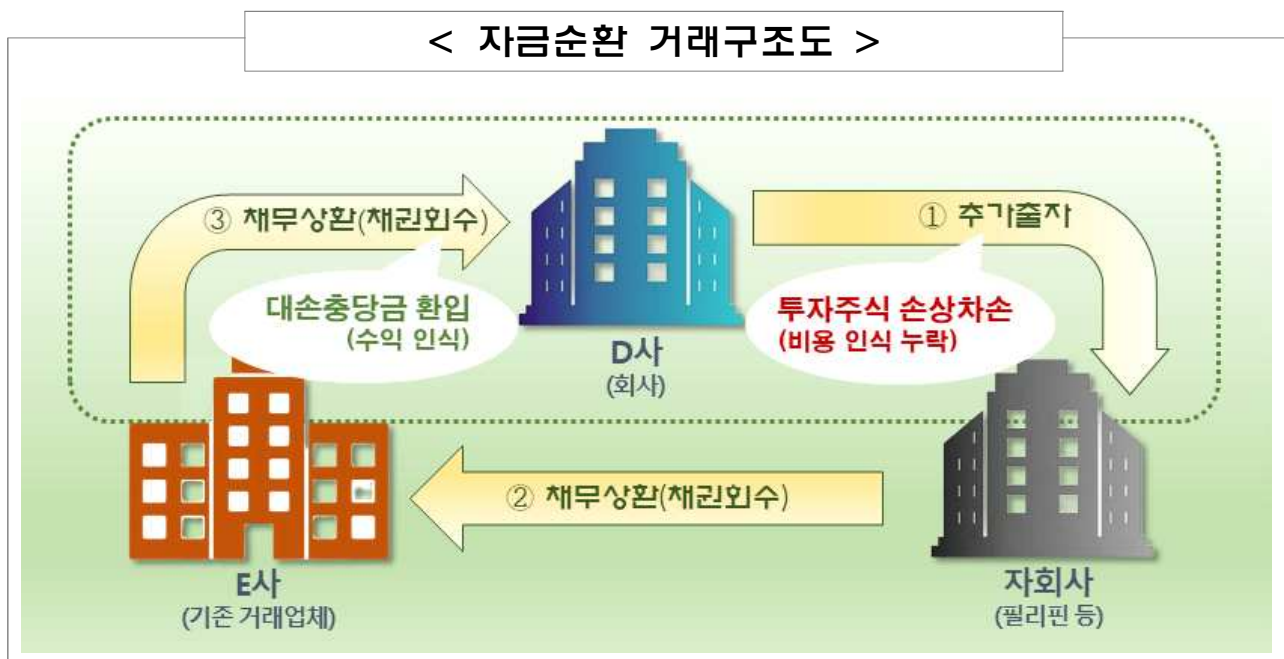 < 자금순환 거래구조도 >
③ 채무상환(채권회수)
① 추가출자
대손충당금 환입
(수익 인식)
투자주식 손상차손
(비용 인식 누락)
D사
(회사)
② 채무상환(채권회수)
E사
(기존 거래업체)
자회사
(필리핀 등)